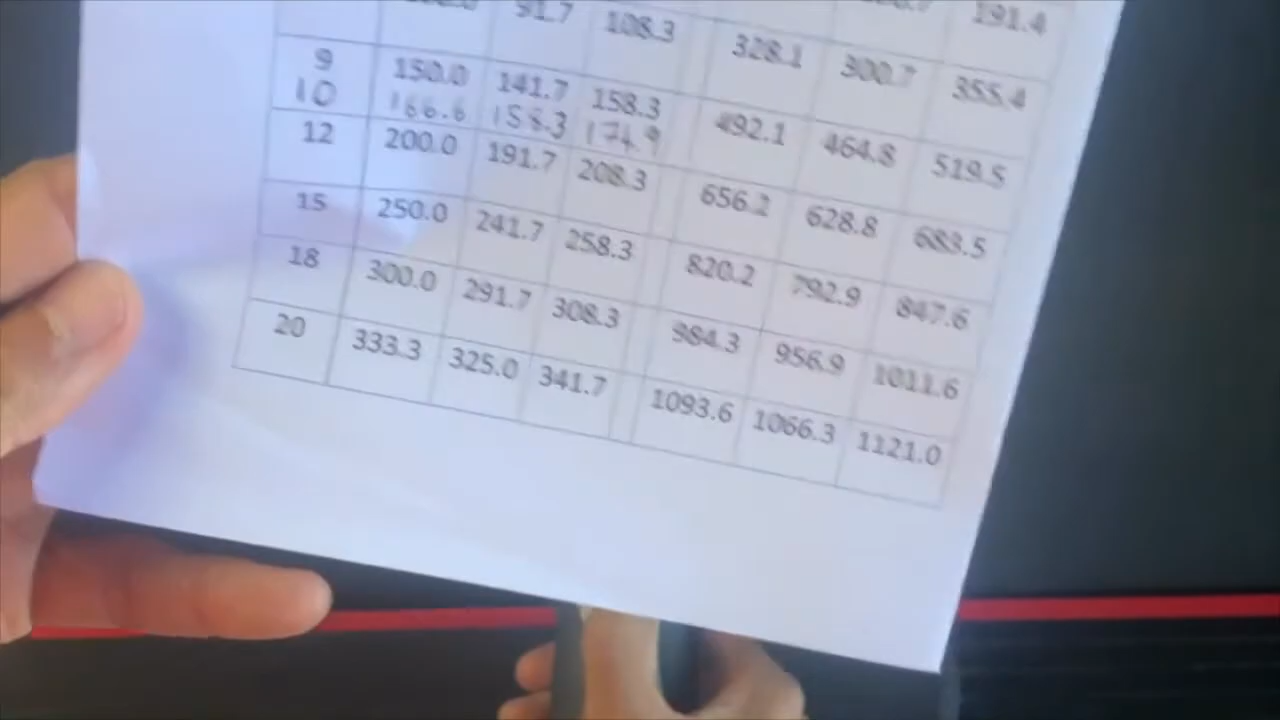 91.7 108.3 328.1 300.7 355.4
191.4
9 150.0 141.7 158.3 492.1 464.8 519.5
10 166.6 158.3 174.9
12 200.0 191.7 208.3 656.2 628.8 683.5
15 250.0 241.7 258.3 820.2 792.9 847.6
18 300.0 291.7 308.3 984.3 956.9 1011.6
20 333.3 325.0 341.7 1093.6 1066.3 1121.0